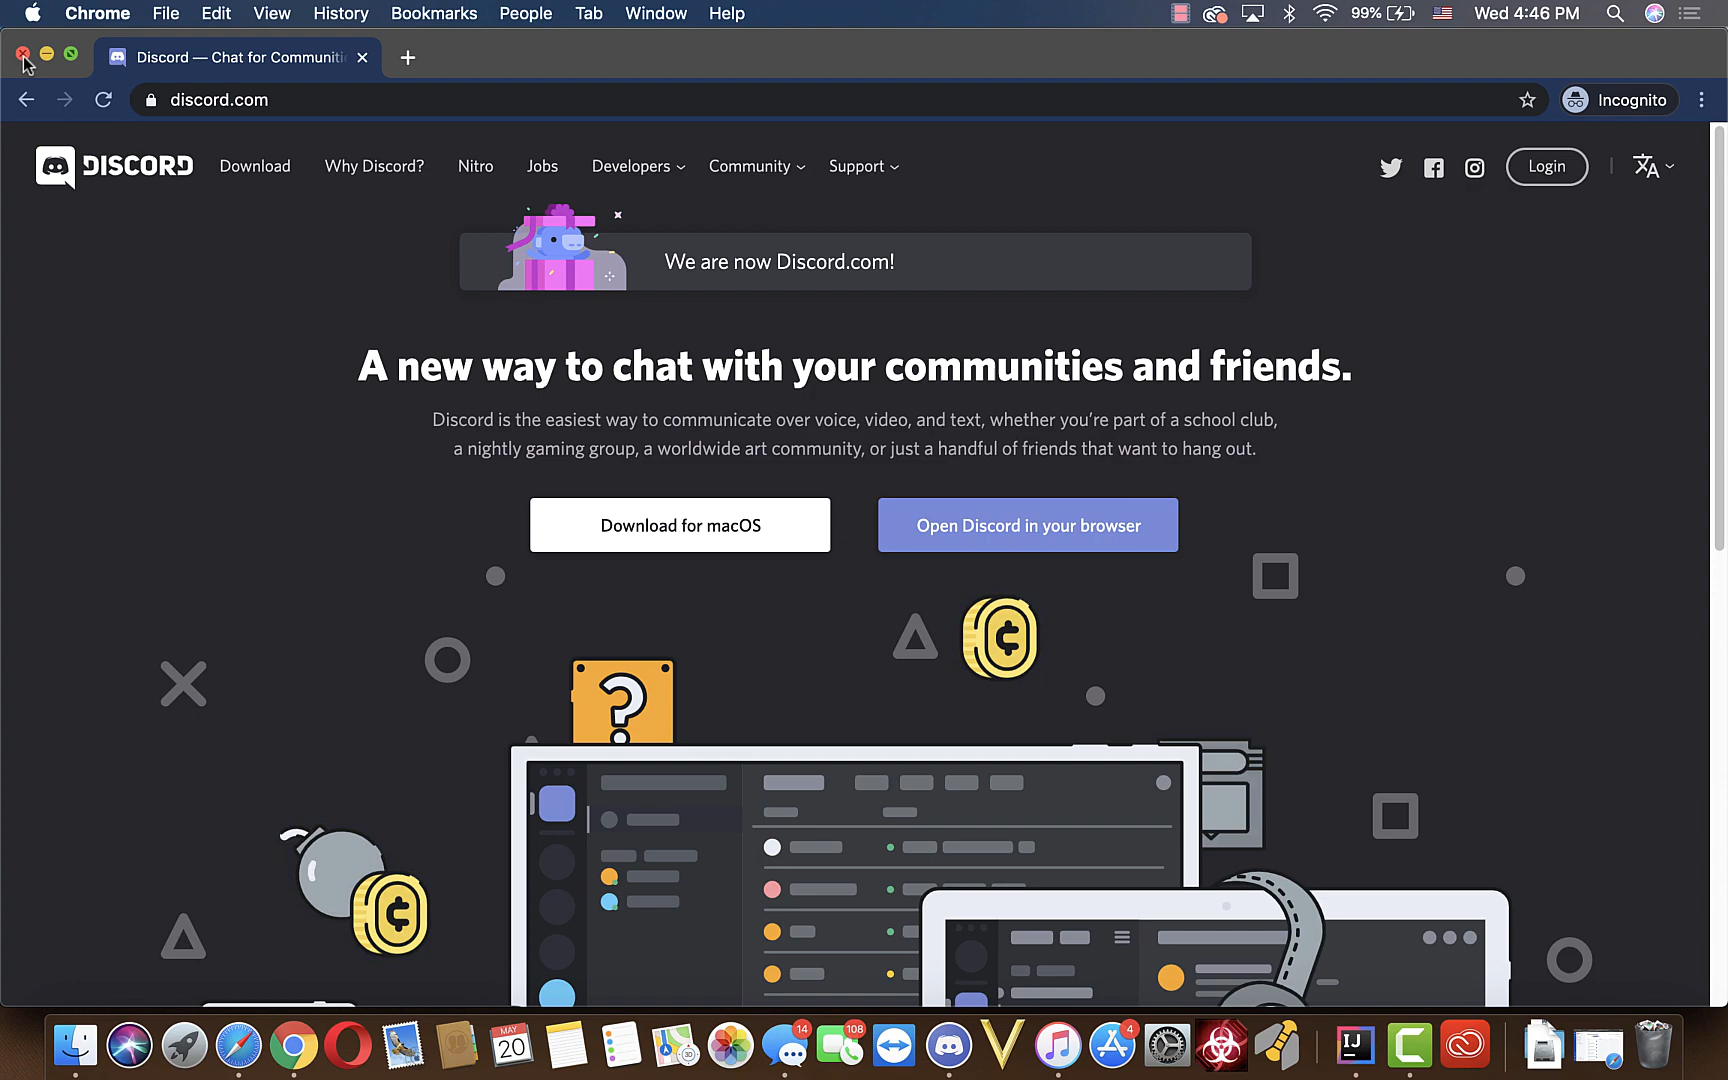 Chrome File Edit View History Bookmarks People Tab Window Help 99% Wed 4:46 PM
Discord — Chat for Communiti
discord.com Incognito
DISCORD Download Why Discord? Nitro Jobs Developers Community Support Login
We are now Discord.com!
A new way to chat with your communities and friends.
Discord is the easiest way to communicate over voice, video, and text, whether you’re part of a school club,
a nightly gaming group, a worldwide art community, or just a handful of friends that want to hang out.
Download for macOS Open Discord in your browser
?
MAY
20
14
108
4
3D
IJ